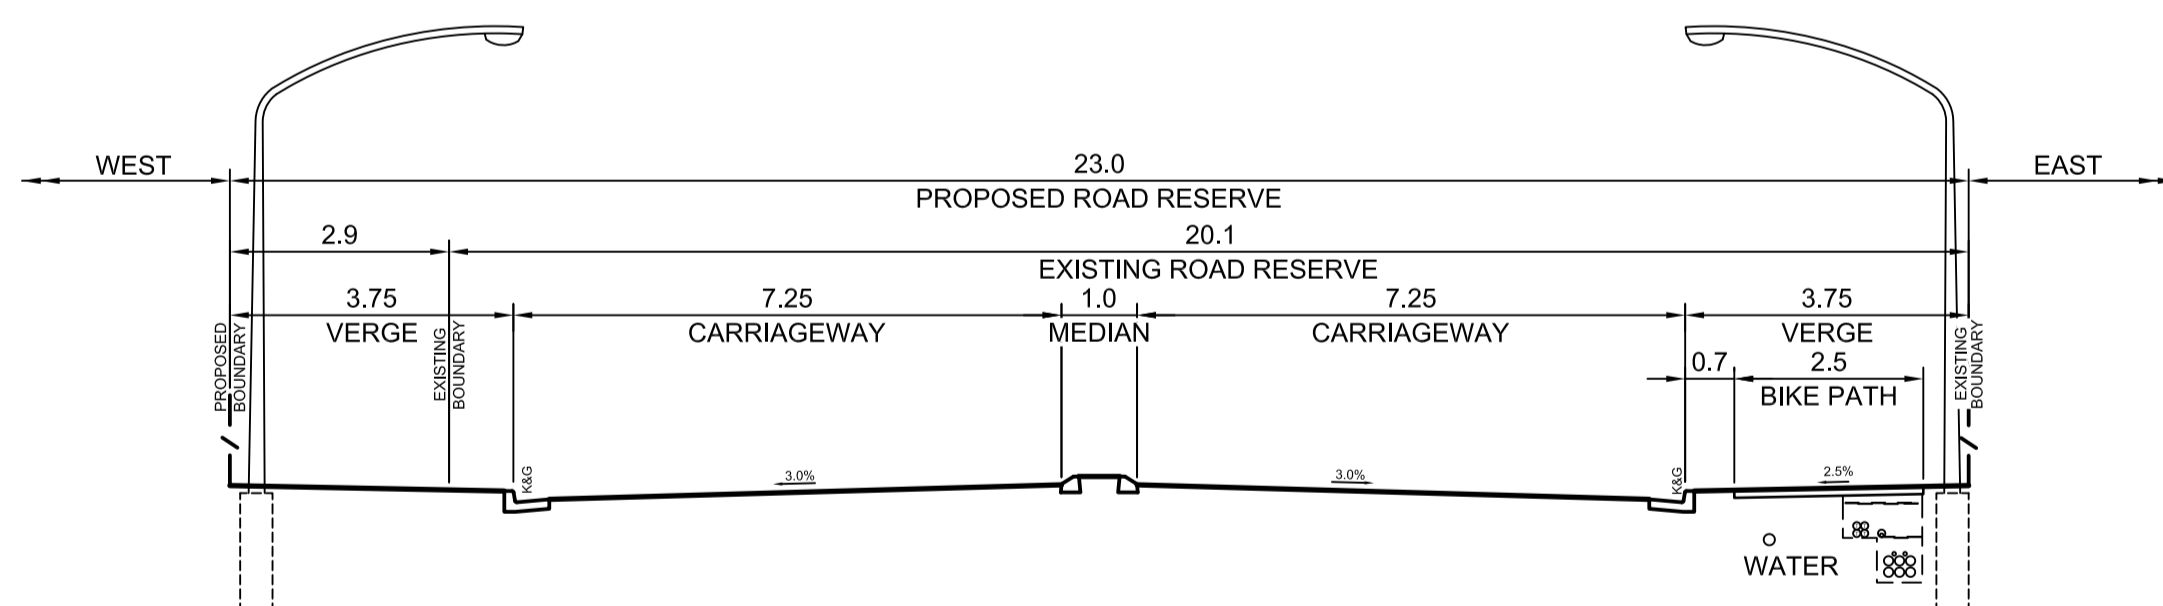 WEST
23.0
EAST
PROPOSED ROAD RESERVE
2.9
20.1
EXISTING ROAD RESERVE
3.75
7.25
1.0
7.25
3.75
VERGE
CARRIAGEWAY
MEDIAN
CARRIAGEWAY
VERGE
PROPOSED
BOUNDARY
EXISTING
BOUNDARY
0.7
2.5
BIKE PATH
EXISTING
BOUNDARY
K&G
3.0%
3.0%
K&G
2.5%
WATER